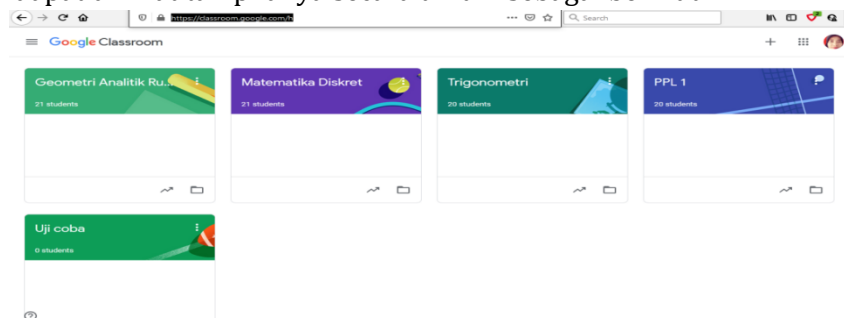 https://classroom.google.com/h
Search
Google Classroom
Geometri Analitik Ru...
21 students
Matematika Diskret
21 students
Trigonometri
20 students
PPL 1
20 students
Uji coba
0 students